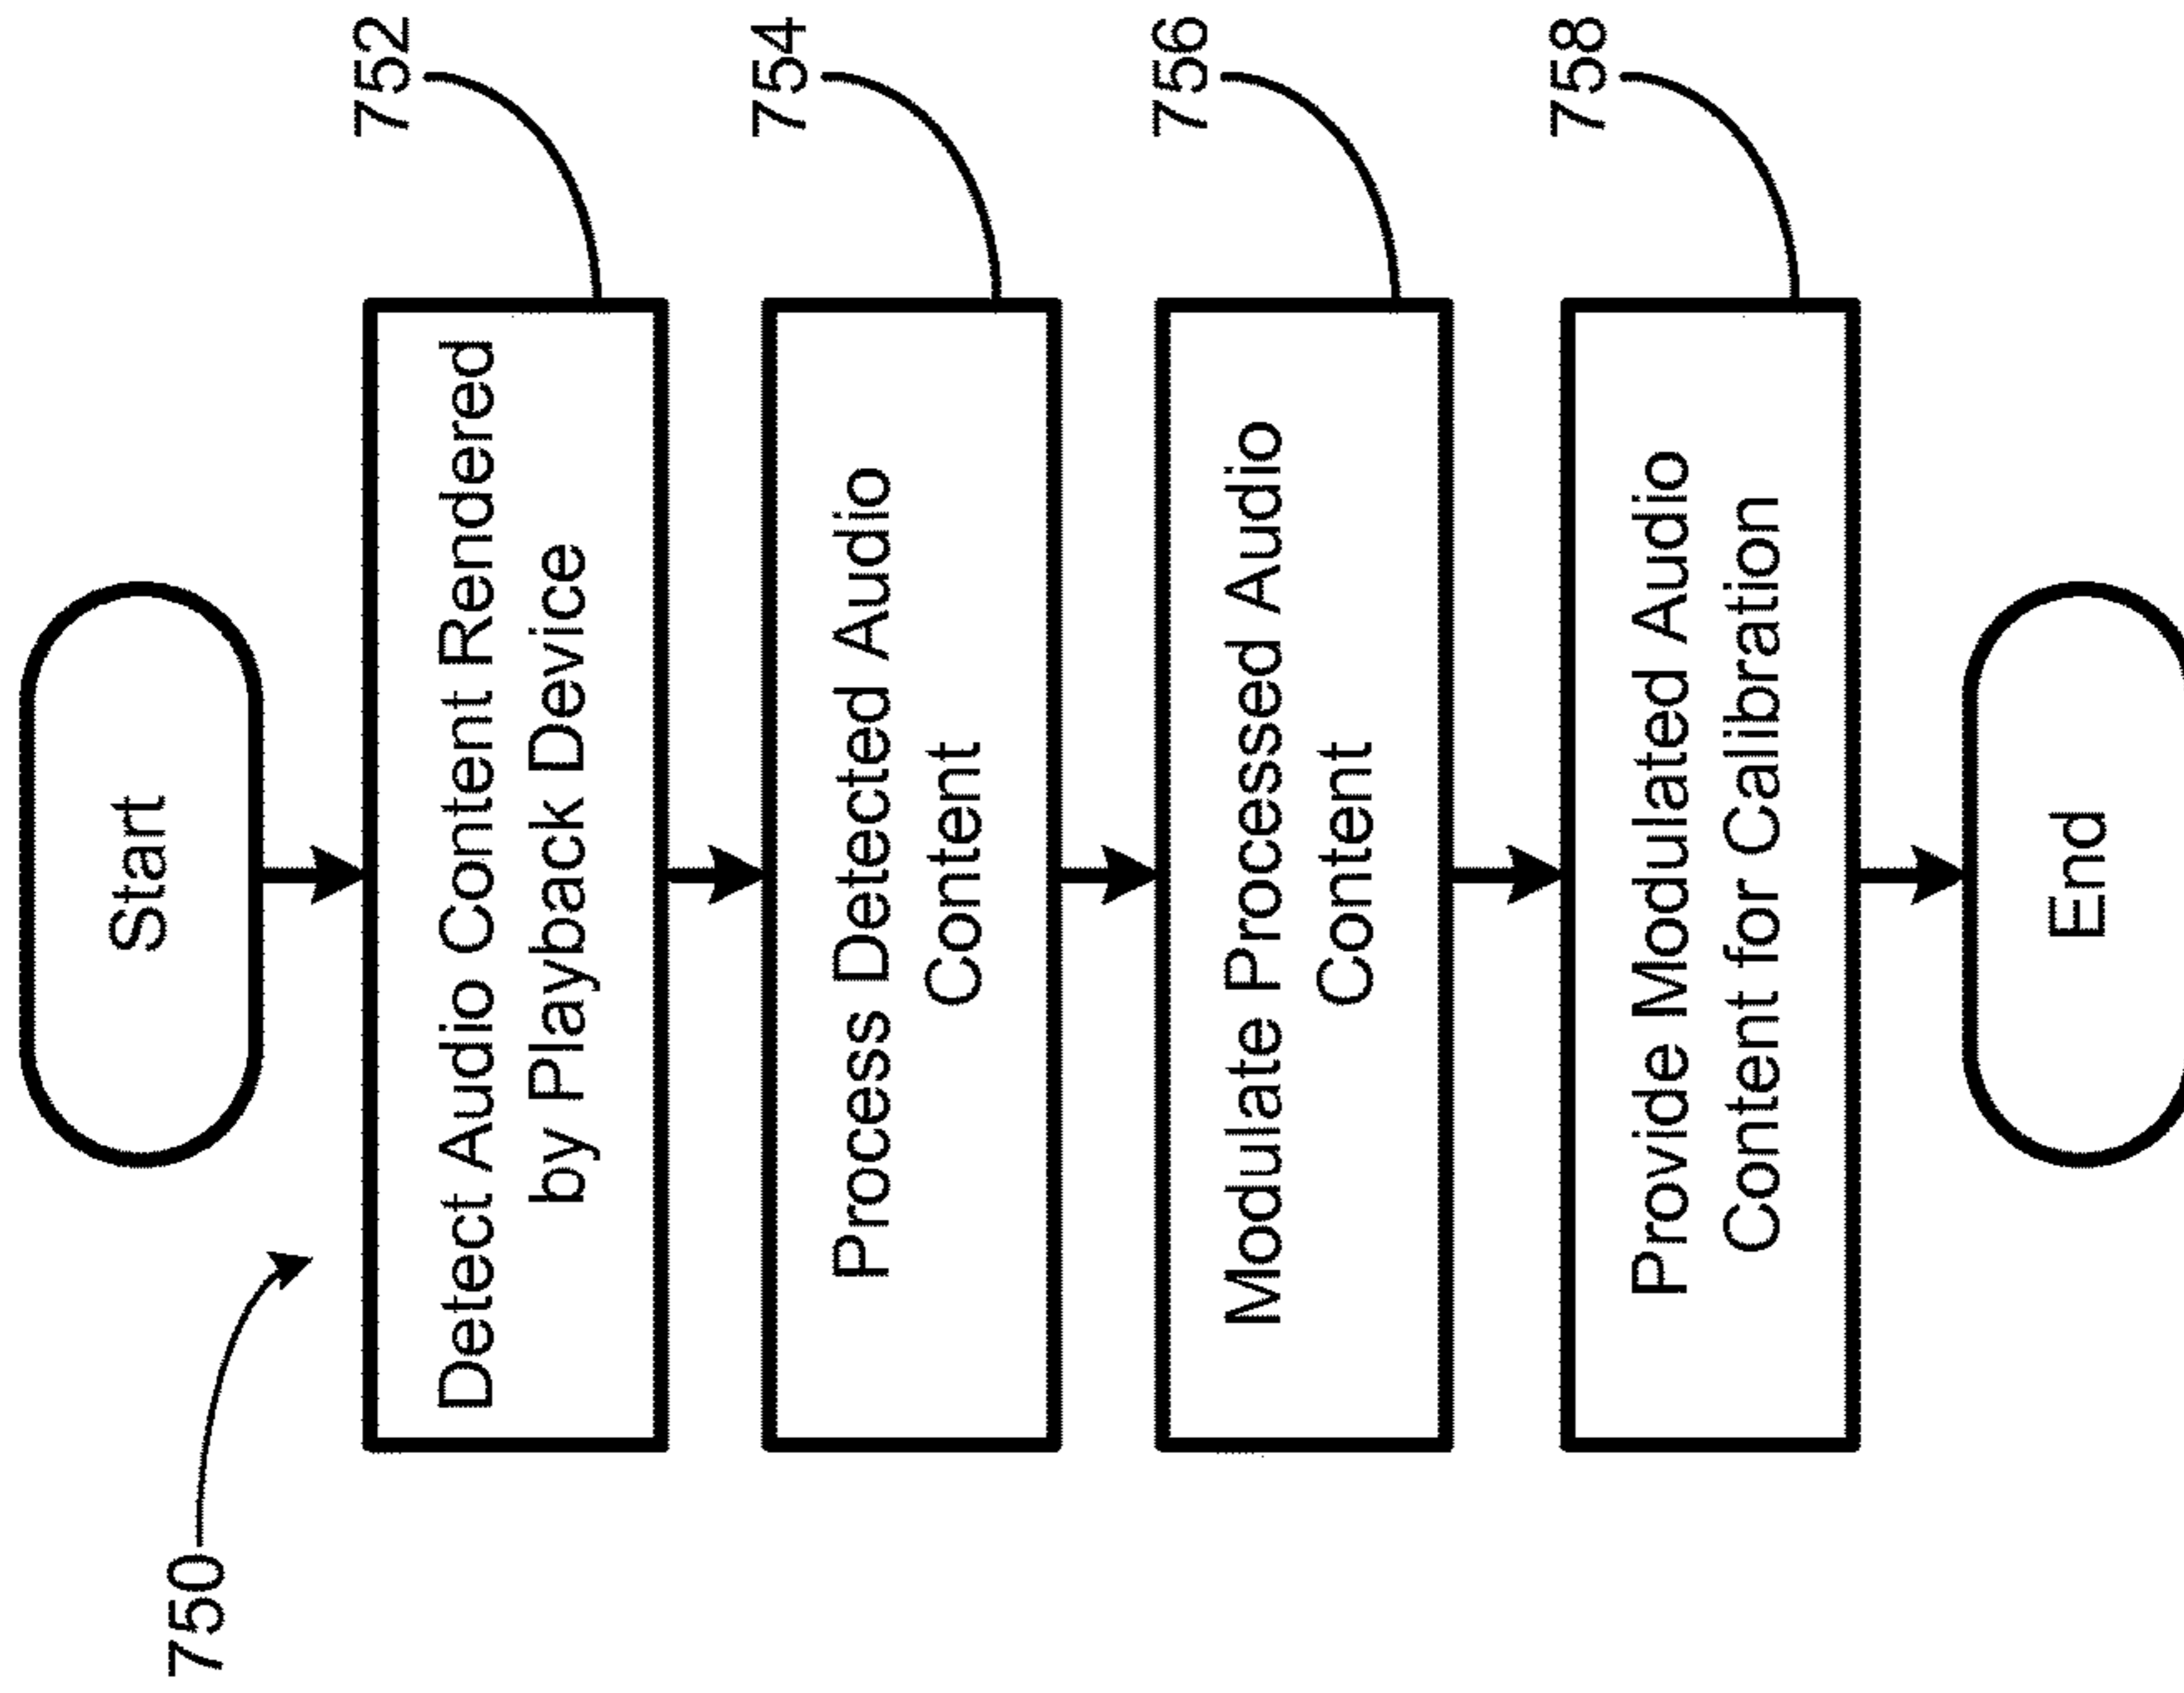 750
Start
Detect Audio Content Rendered
by Playback Device
752
Process Detected Audio
Content
754
Modulate Processed Audio
Content
756
Provide Modulated Audio
Content for Calibration
758
End